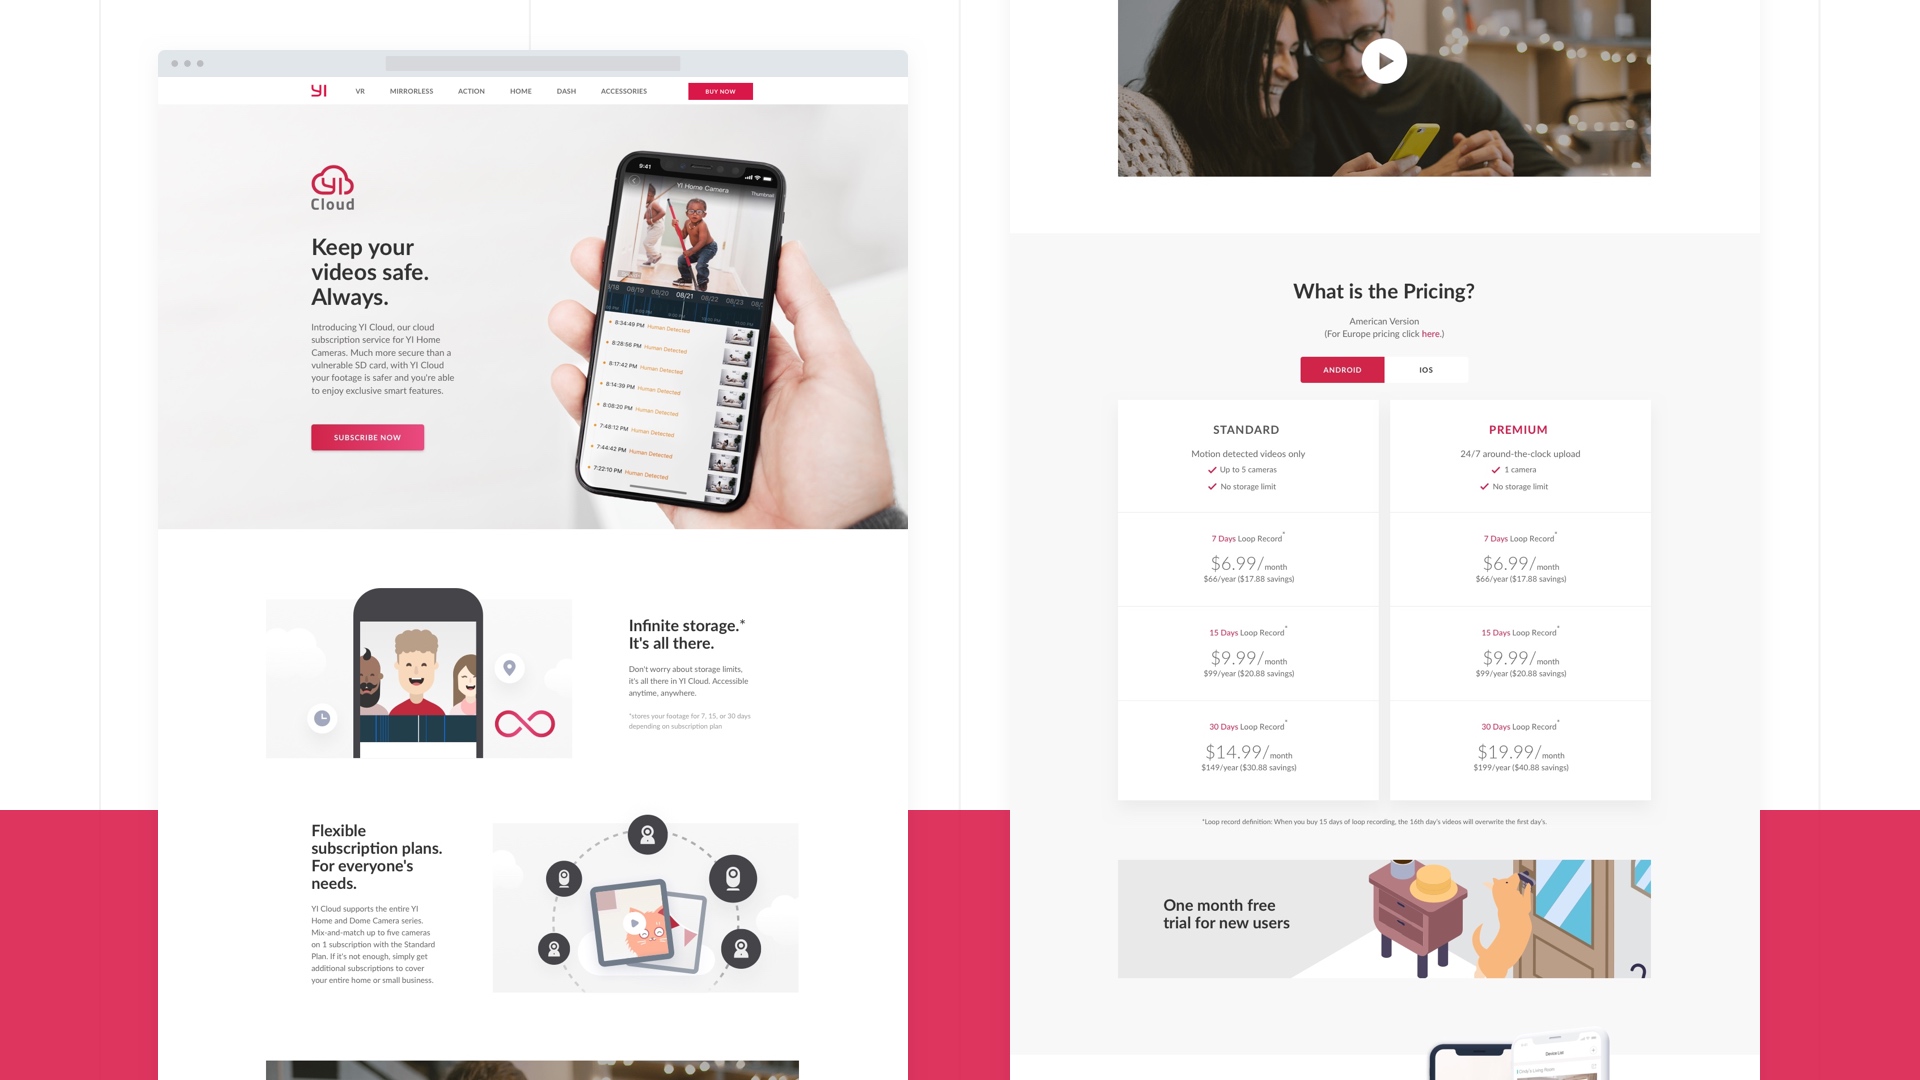 YI
VR
MIRRORLESS
ACTION
HOME
DASH
ACCESSORIES
BUY NOW
YI
Cloud
Keep your
videos safe.
Always.
Introducing YI Cloud, our cloud
subscription service for YI Home
Cameras. Much more secure than a
vulnerable SD card, with YI Cloud
your footage is safer and you're able
to enjoy exclusive smart features.
SUBSCRIBE NOW
9:41
YI Home Camera
Thumbnail
/18 08/19 08/20 08/21 08/22 08/23
8:34:49 PM Human Detected
8:28:56 PM Human Detected
8:17:42 PM Human Detected
8:14:39 PM Human Detected
8:08:20 PM Human Detected
7:48:12 PM Human Detected
7:44:42 PM Human Detected
7:22:10 PM Human Detected
Infinite storage.*
It's all there.
Don't worry about storage limits,
it's all there in YI Cloud. Accessible
anytime, anywhere.
*stores your footage for 7, 15, or 30 days
depending on subscription plan
Flexible
subscription plans.
For everyone's
needs.
YI Cloud supports the entire YI
Home and Dome Camera series.
Mix-and-match up to five cameras
on 1 subscription with the Standard
Plan. If it's not enough, simply get
additional subscriptions to cover
your entire home or small business.
What is the Pricing?
American Version
(For Europe pricing click here.)
ANDROID
IOS
STANDARD
Motion detected videos only
Up to 5 cameras
No storage limit
7 Days Loop Record*
$6.99/month
$66/year ($17.88 savings)
15 Days Loop Record*
$9.99/month
$99/year ($20.88 savings)
30 Days Loop Record*
$14.99/month
$149/year ($30.88 savings)
PREMIUM
24/7 around-the-clock upload
1 camera
No storage limit
7 Days Loop Record*
$6.99/month
$66/year ($17.88 savings)
15 Days Loop Record*
$9.99/month
$99/year ($20.88 savings)
30 Days Loop Record*
$19.99/month
$199/year ($40.88 savings)
*Loop record definition: When you buy 15 days of loop recording, the 16th day's videos will overwrite the first day's.
One month free
trial for new users
Device List